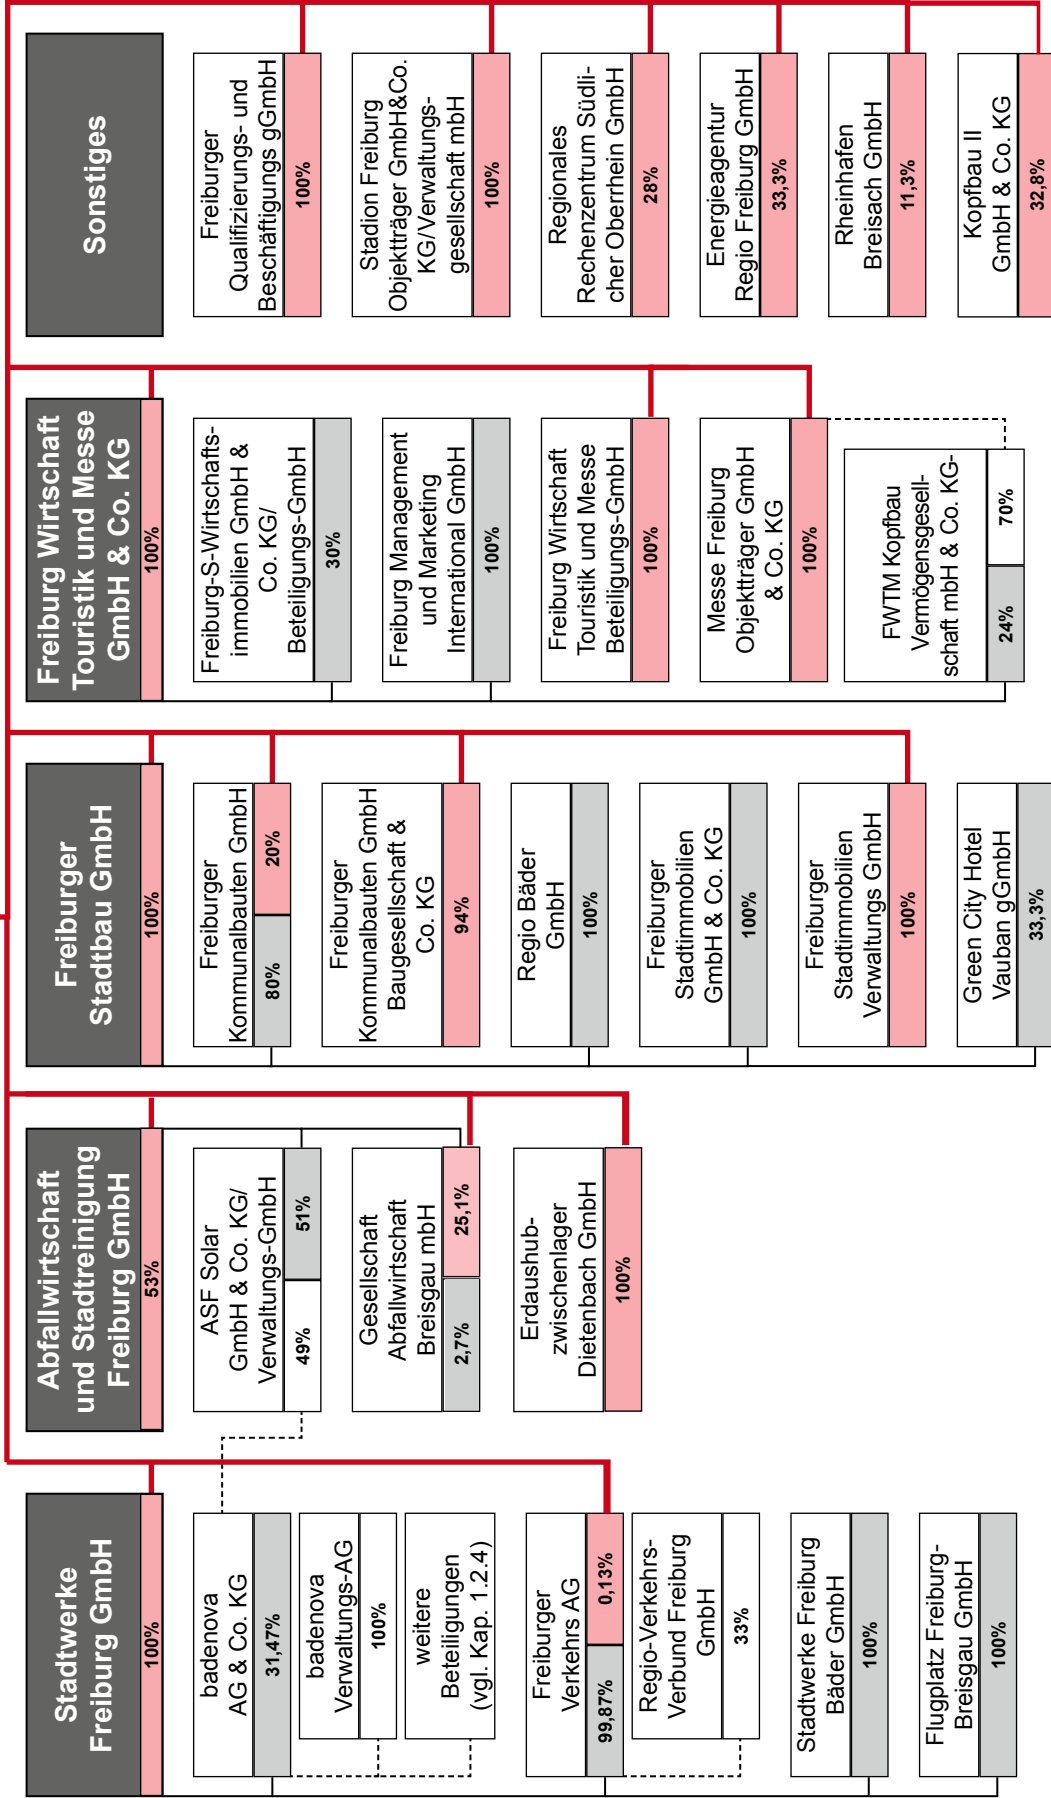 Stadtwerke
Freiburg GmbH
100%
badenova
AG & Co. KG
31,47%
badenova
Verwaltungs-AG
100%
weitere
Beteiligungen
(vgl. Kap. 1.2.4)
Freiburger
Verkehrs AG
99,87%
0,13%
Regio-Verkehrs-
Verbund Freiburg
GmbH
33%
Stadtwerke Freiburg
Bäder GmbH
100%
Flugplatz Freiburg-
Breisgau GmbH
100%
Abfallwirtschaft
und Stadtreinigung
Freiburg GmbH
53%
ASF Solar
GmbH & Co. KG/
Verwaltungs-GmbH
49%
51%
Gesellschaft
Abfallwirtschaft
Breisgau mbH
2,7%
25,1%
Erdaushub-
zwischenlager
Dietenbach GmbH
100%
Freiburger
Stadtbau GmbH
100%
Freiburger
Kommunalbauten GmbH
80%
20%
Freiburger
Kommunalbauten GmbH
Baugesellschaft &
Co. KG
94%
Regio Bäder
GmbH
100%
Freiburger
Stadtimmobilien
GmbH & Co. KG
100%
Freiburger
Stadtimmobilien
Verwaltungs GmbH
100%
Green City Hotel
Vauban gGmbH
33,3%
Freiburg Wirtschaft
Touristik und Messe
GmbH & Co. KG
100%
Freiburg-S-Wirtschafts-
immobilien GmbH &
Co. KG/
Beteiligungs-GmbH
30%
Freiburg Management
und Marketing
International GmbH
100%
Freiburg Wirtschaft
Touristik und Messe
Beteiligungs-GmbH
100%
Messe Freiburg
Objektträger GmbH
& Co. KG
100%
FWTM Kopfbau
Vermögensgesell-
schaft mbH & Co. KG-
24%
70%
Sonstiges
Freiburger
Qualifizierungs- und
Beschäftigungs gGmbH
100%
Stadion Freiburg
Objektträger GmbH&Co.
KG/Verwaltungs-
gesellschaft mbH
100%
Regionales
Rechenzentrum Südli-
cher Oberrhein GmbH
28%
Energieagentur
Regio Freiburg GmbH
33,3%
Rheinhafen
Breisach GmbH
11,3%
Kopfbau II
GmbH & Co. KG
32,8%